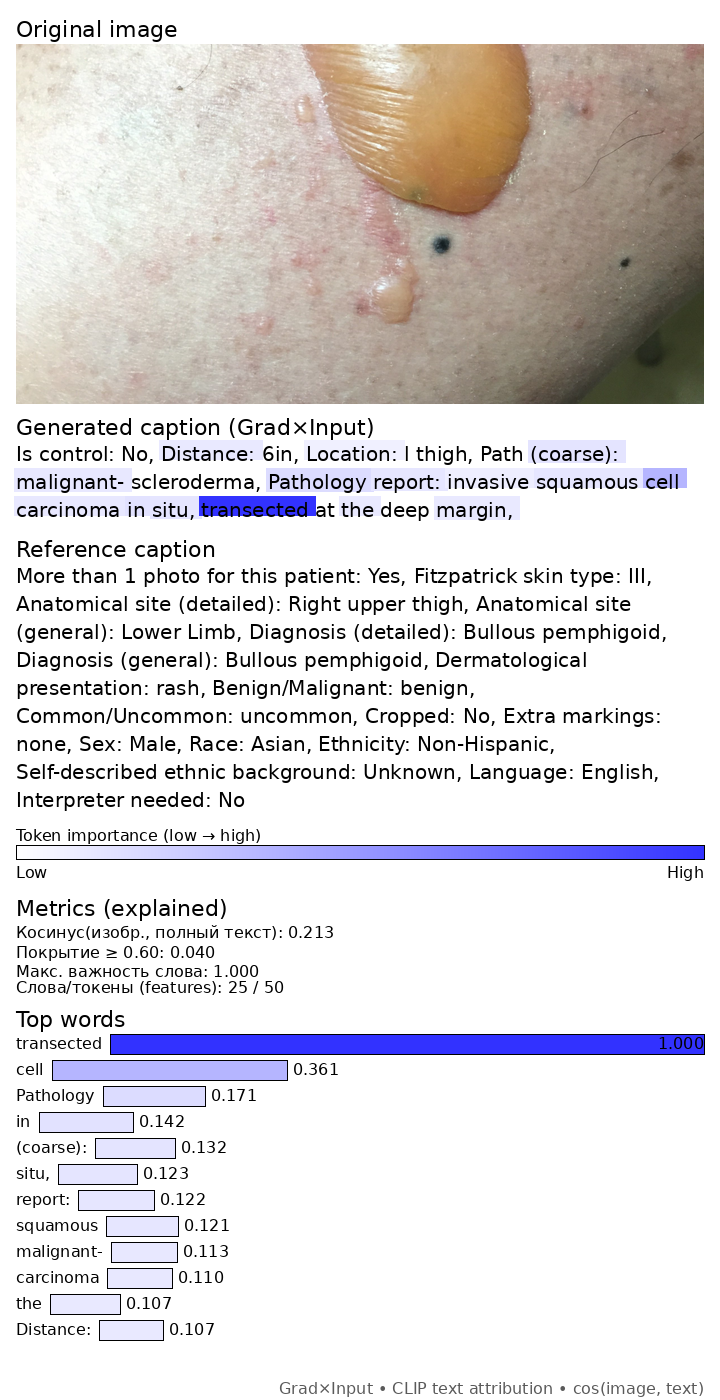 Original image
Generated caption (Grad×Input)
Is control: No, Distance: 6in, Location: l thigh, Path (coarse):
malignant- scleroderma, Pathology report: invasive squamous cell
carcinoma in situ, transected at the deep margin,
Reference caption
More than 1 photo for this patient: Yes, Fitzpatrick skin type: III,
Anatomical site (detailed): Right upper thigh, Anatomical site
(general): Lower Limb, Diagnosis (detailed): Bullous pemphigoid,
Diagnosis (general): Bullous pemphigoid, Dermatological
presentation: rash, Benign/Malignant: benign,
Common/Uncommon: uncommon, Cropped: No, Extra markings:
none, Sex: Male, Race: Asian, Ethnicity: Non-Hispanic,
Self-described ethnic background: Unknown, Language: English,
Interpreter needed: No
Token importance (low → high)
Low High
Metrics (explained)
Косинус(изобр., полный текст): 0.213
Покрытие ≥ 0.60: 0.040
Макс. важность слова: 1.000
Слова/токены (features): 25 / 50
Top words
transected 1.000
cell 0.361
Pathology 0.171
in 0.142
(coarse): 0.132
situ, 0.123
report: 0.122
squamous 0.121
malignant- 0.113
carcinoma 0.110
the 0.107
Distance: 0.107
Grad×Input • CLIP text attribution • cos(image, text)